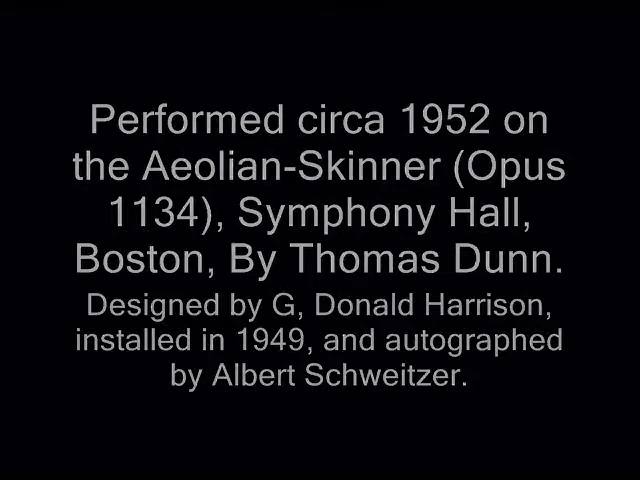 Performed circa 1952 on
the Aeolian-Skinner (Opus
1134), Symphony Hall,
Boston, By Thomas Dunn.
Designed by G, Donald Harrison,
installed in 1949, and autographed
by Albert Schweitzer.